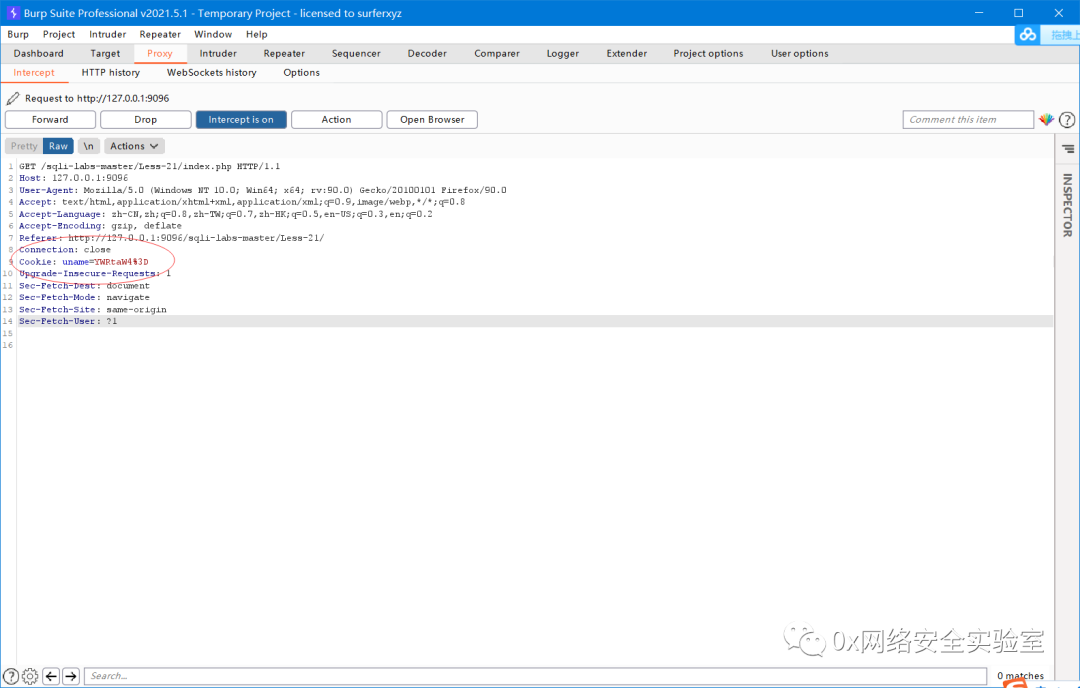 Burp Suite Professional v2021.5.1 - Temporary Project - licensed to surferxyz
Burp Project Intruder Repeater Window Help
拖拽上
Dashboard Target Proxy Intruder Repeater Sequencer Decoder Comparer Logger Extender Project options User options
Intercept HTTP history WebSockets history Options
Request to http://127.0.0.1:9096
Forward Drop Intercept is on Action Open Browser Comment this item
Pretty Raw \n Actions
INSPECTOR
1 GET /sqli-labs-master/Less-21/index.php HTTP/1.1
2 Host: 127.0.0.1:9096
3 User-Agent: Mozilla/5.0 (Windows NT 10.0; Win64; x64; rv:90.0) Gecko/20100101 Firefox/90.0
4 Accept: text/html,application/xhtml+xml,application/xml;q=0.9,image/webp,*/*;q=0.8
5 Accept-Language: zh-CN,zh;q=0.8,zh-TW;q=0.7,zh-HK;q=0.5,en-US;q=0.3,en;q=0.2
6 Accept-Encoding: gzip, deflate
7 Referer: http://127.0.0.1:9096/sqli-labs-master/Less-21/
8 Connection: close
9 Cookie: uname=YWRtaW4%3D
10 Upgrade-Insecure-Requests: 1
11 Sec-Fetch-Dest: document
12 Sec-Fetch-Mode: navigate
13 Sec-Fetch-Site: same-origin
14 Sec-Fetch-User: ?1
15
16
0x网络安全实验室
Search... 0 matches